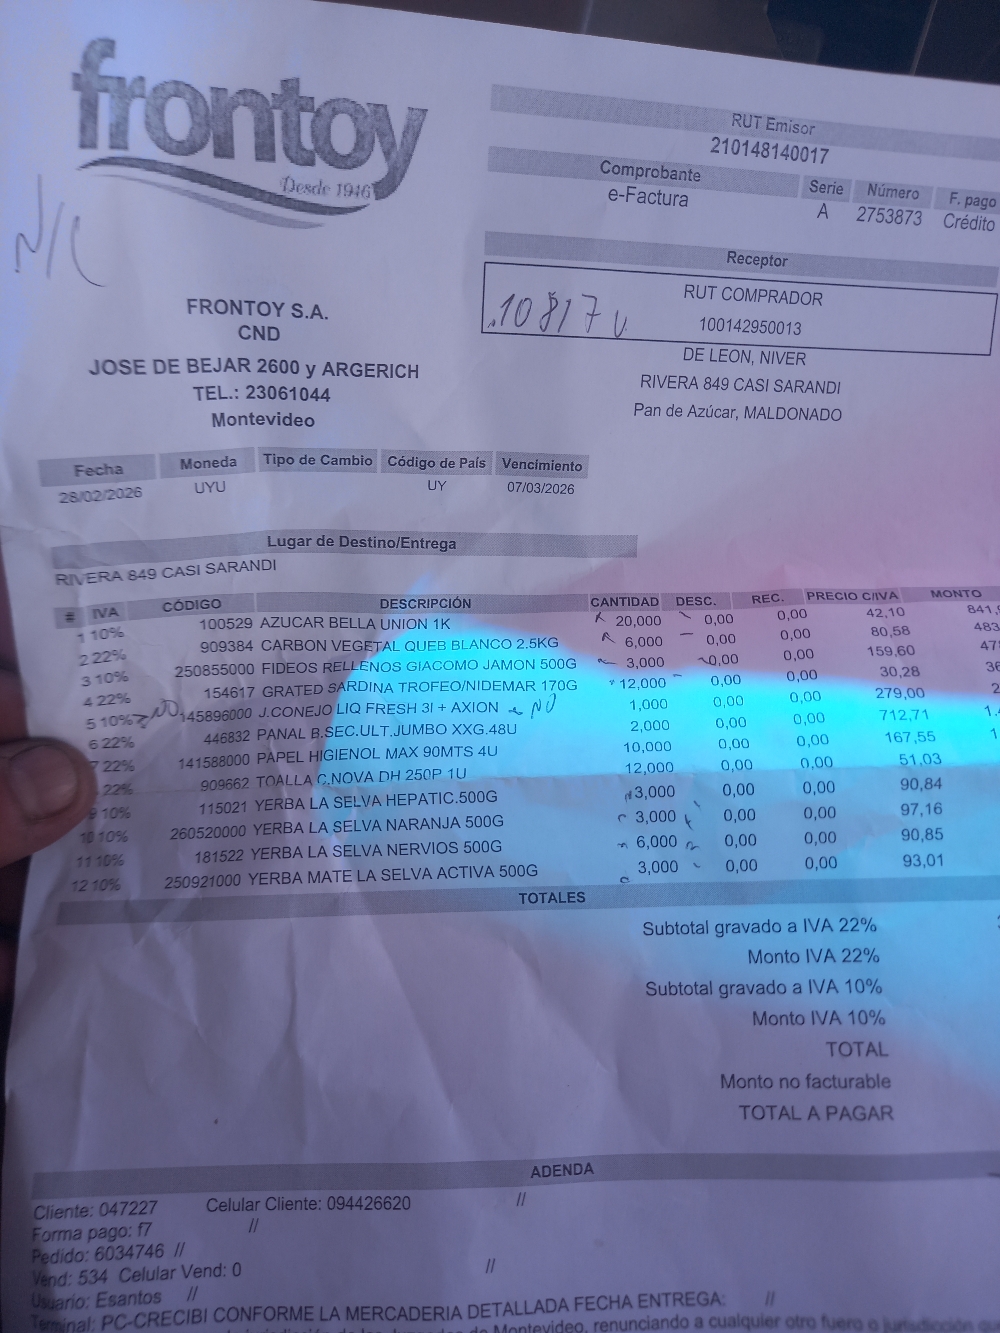 frontoy
Desde 1946
N/C
RUT Emisor
210148140017
Comprobante Serie Número F. pago
e-Factura A 2753873 Crédito
Receptor
RUT COMPRADOR
10817
100142950013
DE LEON, NIVER
RIVERA 849 CASI SARANDI
Pan de Azúcar, MALDONADO
FRONTOY S.A.
CND
JOSE DE BEJAR 2600 y ARGERICH
TEL.: 23061044
Montevideo
Fecha Moneda Tipo de Cambio Código de País Vencimiento
28/02/2026 UYU UY 07/03/2026
Lugar de Destino/Entrega
RIVERA 849 CASI SARANDI
# IVA CÓDIGO DESCRIPCIÓN CANTIDAD DESC. REC. PRECIO C/IVA MONTO
1 10% 100529 AZUCAR BELLA UNION 1K 20,000 0,00 0,00 42,10 841,
2 22% 909384 CARBON VEGETAL QUEB BLANCO 2.5KG 6,000 0,00 0,00 80,58 483
3 10% 250855000 FIDEOS RELLENOS GIACOMO JAMON 500G 3,000 0,00 0,00 159,60
4 22% 154617 GRATED SARDINA TROFEO/NIDEMAR 170G 12,000 0,00 0,00 30,28 36
5 10% NO 145896000 J.CONEJO LIQ FRESH 3l + AXION NO 1,000 0,00 0,00 279,00 2
6 22% 446832 PANAL B.SEC.ULT.JUMBO XXG.48U 2,000 0,00 0,00 712,71 1,
7 22% 141588000 PAPEL HIGIENOL MAX 90MTS 4U 10,000 0,00 0,00 167,55 1
22% 909662 TOALLA C.NOVA DH 250P 1U 12,000 0,00 0,00 51,03
9 10% 115021 YERBA LA SELVA HEPATIC.500G 3,000 0,00 0,00 90,84
10 10% 260520000 YERBA LA SELVA NARANJA 500G 3,000 0,00 0,00 97,16
11 10% 181522 YERBA LA SELVA NERVIOS 500G 6,000 0,00 0,00 90,85
12 10% 250921000 YERBA MATE LA SELVA ACTIVA 500G 3,000 0,00 0,00 93,01
TOTALES
Subtotal gravado a IVA 22%
Monto IVA 22%
Subtotal gravado a IVA 10%
Monto IVA 10%
TOTAL
Monto no facturable
TOTAL A PAGAR
ADENDA
Cliente: 047227 Celular Cliente: 094426620 //
Forma pago: f7 //
Pedido: 6034746 //
Vend: 534 Celular Vend: 0 //
Usuario: Esantos //
Terminal: PC-CRECIBI CONFORME LA MERCADERIA DETALLADA FECHA ENTREGA: //
Montevideo, renunciando a cualquier otro fuero o jurisdicción